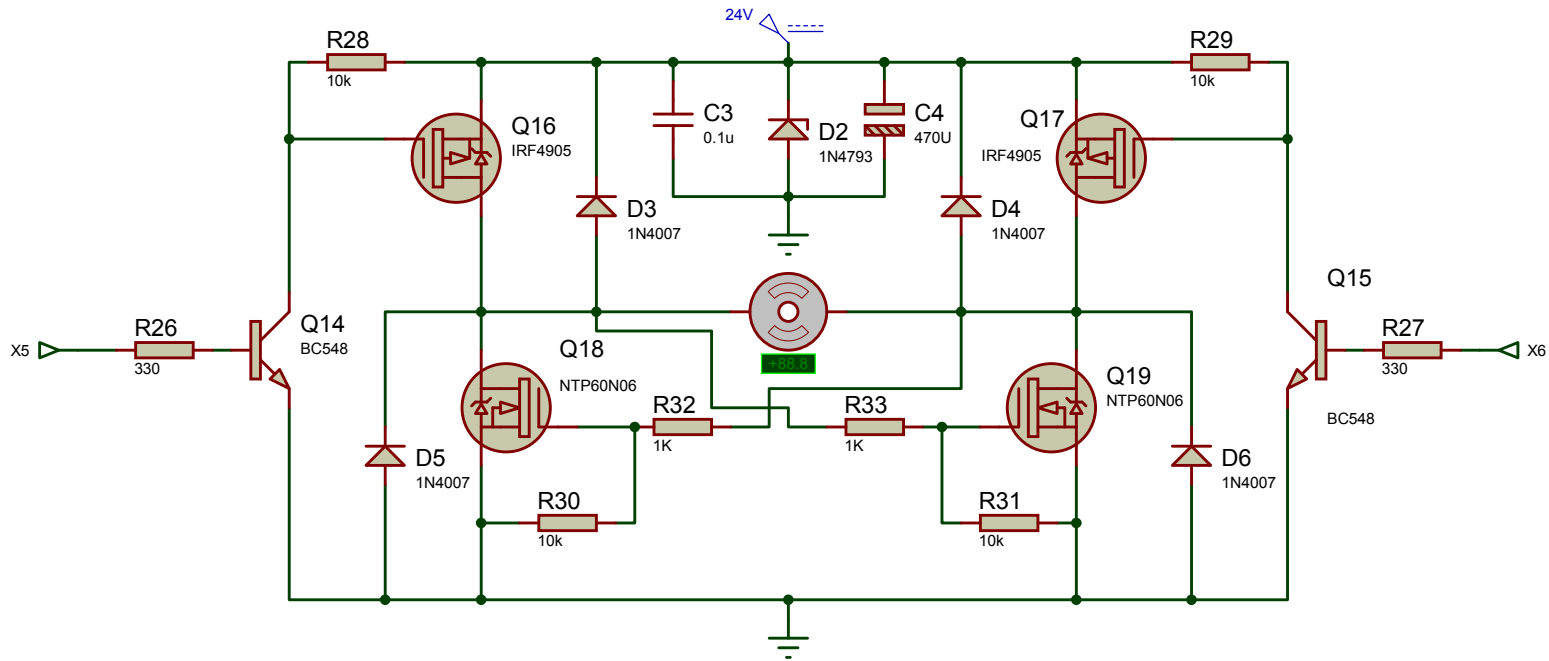 24V
R28
10k
R29
10k
Q16
IRF4905
C3
0.1u
D2
1N4793
C4
470U
Q17
IRF4905
D3
1N4007
D4
1N4007
Q15
BC548
X5
R26
330
Q14
BC548
Q18
NTP60N06
+88.8
Q19
NTP60N06
R27
330
X6
R32
1K
R33
1K
D5
1N4007
D6
1N4007
R30
10k
R31
10k